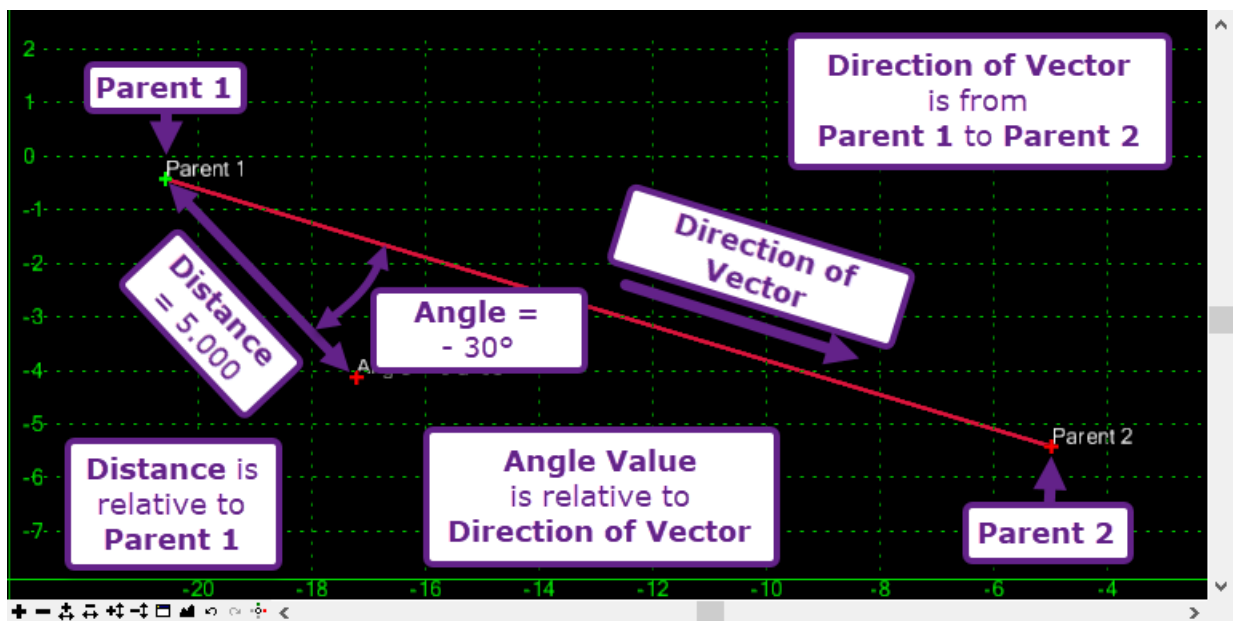 2
1
0
-1
-2
-3
-4
-5
-6
-7
Parent 1
Parent 1
Direction of Vector
is from
Parent 1 to Parent 2
Direction of
Vector
Distance
= 5.000
Angle =
- 30°
Parent 2
Distance is
relative to
Parent 1
Angle Value
is relative to
Direction of Vector
Parent 2
-20
-18
-16
-14
-12
-10
-8
-6
-4